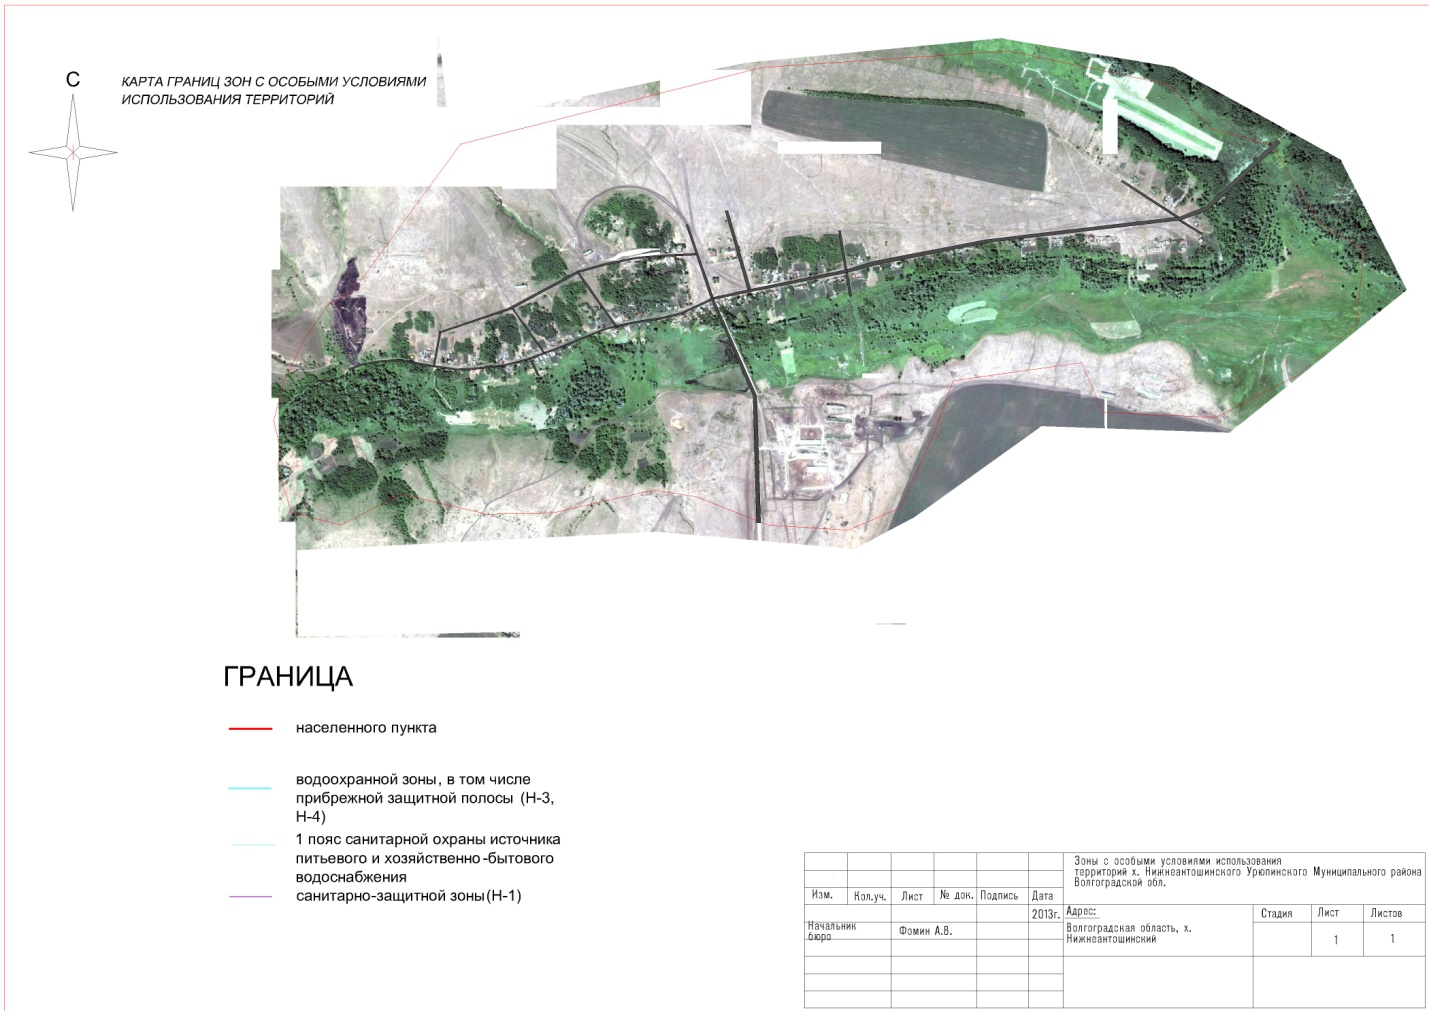 С
КАРТА ГРАНИЦ ЗОН С ОСОБЫМИ УСЛОВИЯМИ
ИСПОЛЬЗОВАНИЯ ТЕРРИТОРИЙ
ГРАНИЦА
населенного пункта
водоохранной зоны, в том числе
прибрежной защитной полосы (Н-3,
Н-4)
1 пояс санитарной охраны источника
питьевого и хозяйственно-бытового
водоснабжения
санитарно-защитной зоны(Н-1)
Зоны с особыми условиями использования
территорий х. Нижнеантошинского Урюпинского Муниципального района
Волгоградской обл.
Изм. Кол.уч. Лист № док. Подпись Дата
2013г. Адрес: Стадия Лист Листов
Начальник
бюро
Фомин А.В.
Волгоградская область, х.
Нижнеантошинский
1 1